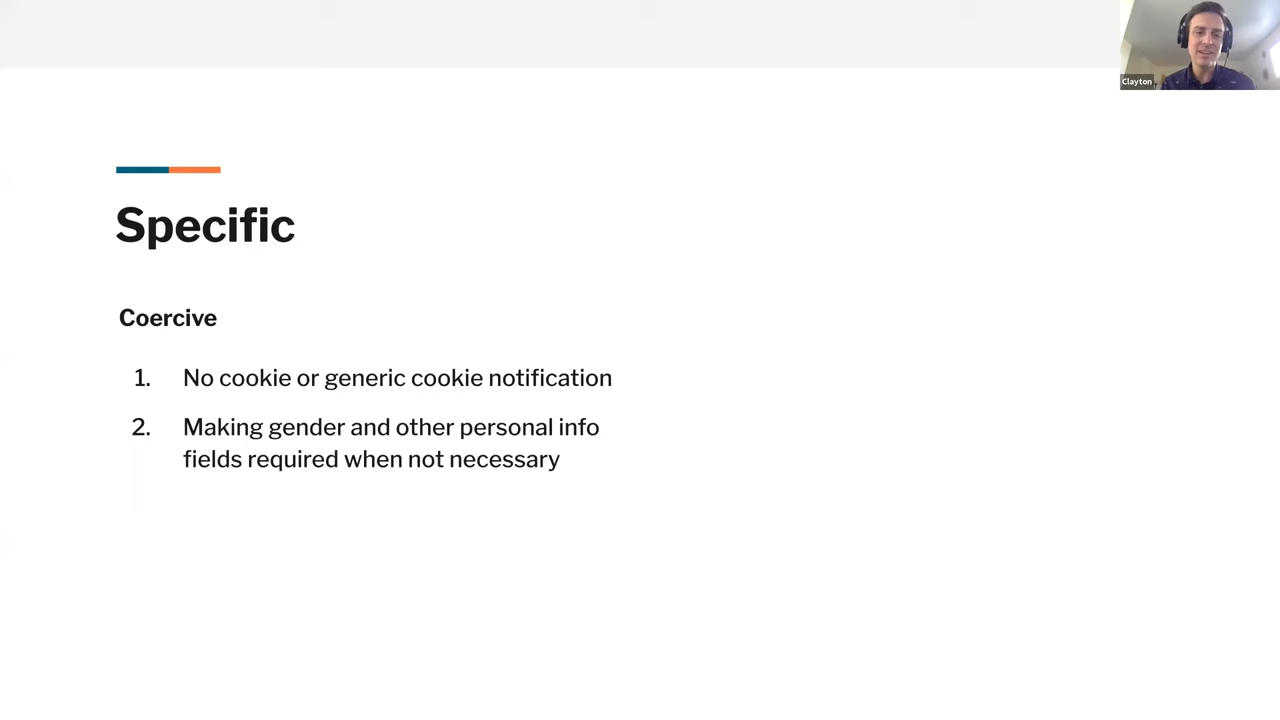 Clayton
Specific
Coercive
1. No cookie or generic cookie notification
2. Making gender and other personal info
fields required when not necessary